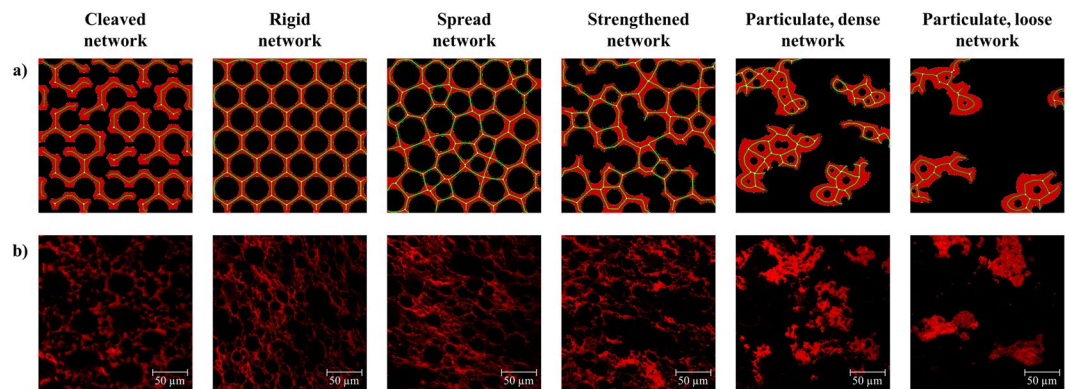 Cleaved network
Rigid network
Spread network
Strengthened network
Particulate, dense network
Particulate, loose network
a)
b)
50 µm
50 µm
50 µm
50 µm
50 µm
50 µm